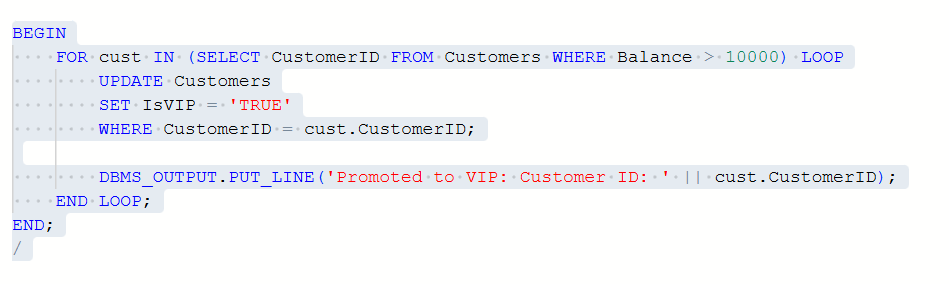 BEGIN
    FOR cust IN (SELECT CustomerID FROM Customers WHERE Balance > 10000) LOOP
        UPDATE Customers
        SET IsVIP = 'TRUE'
        WHERE CustomerID = cust.CustomerID;
        DBMS_OUTPUT.PUT_LINE('Promoted to VIP: Customer ID: ' || cust.CustomerID);
    END LOOP;
END;
/